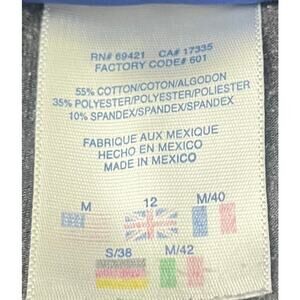 RN# 69421 CA# 17335
FACTORY CODE# 601
55% COTTON/COTON/ALGODON
35% POLYESTER/POLYESTER/POLIESTER
10% SPANDEX/SPANDEX/SPANDEX
FABRIQUE AUX MEXIQUE
HECHO EN MEXICO
MADE IN MEXICO
M 12 M/40
S/38 M/42